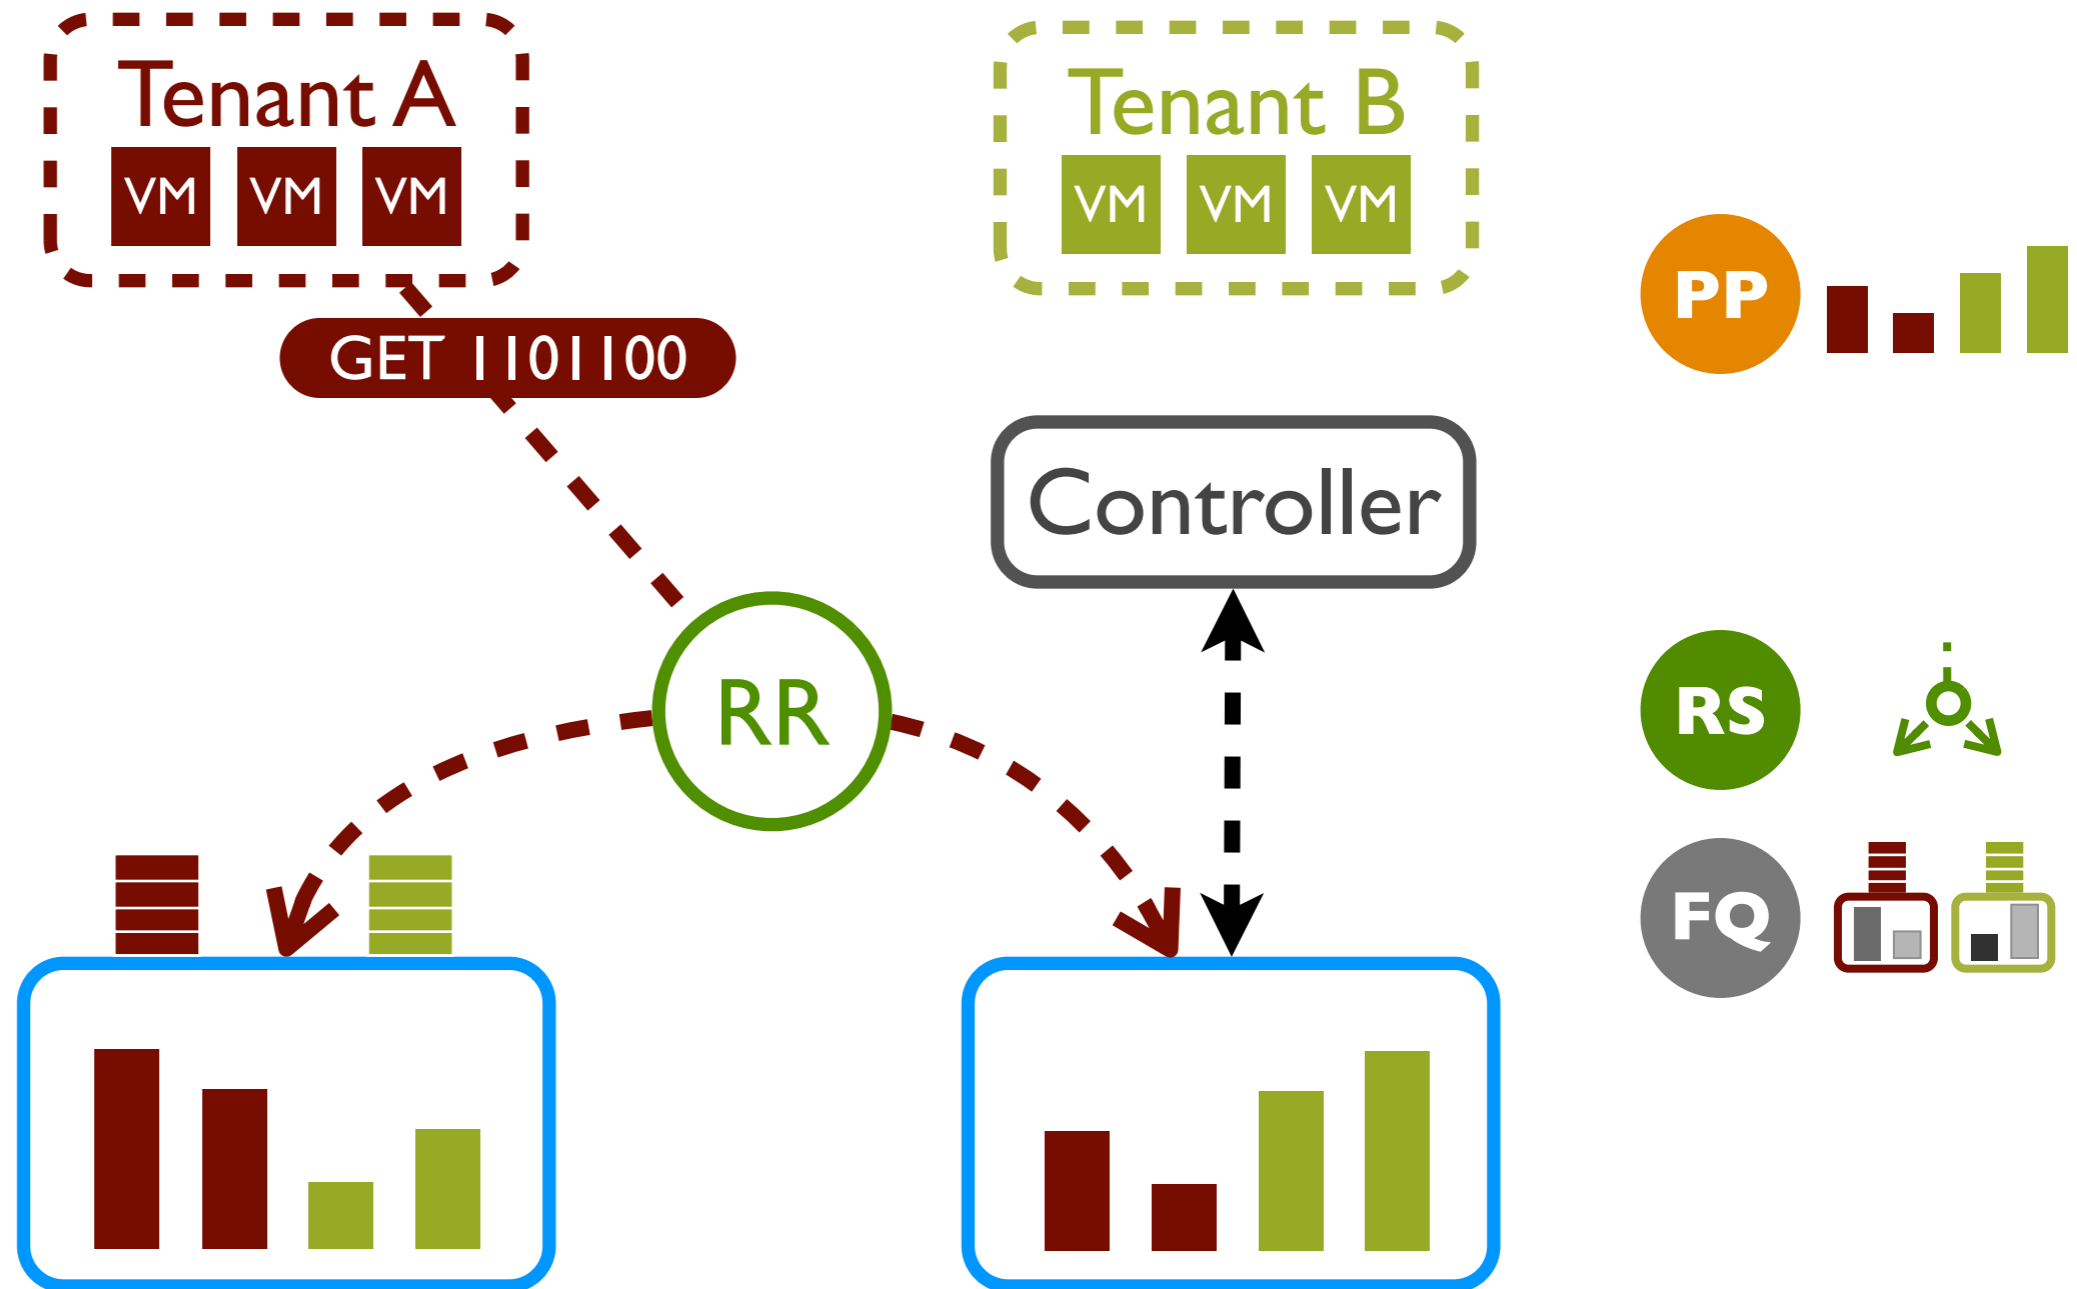 Tenant A
VM VM VM
Tenant B
VM VM VM
GET 1101100
PP
Controller
RR
RS
FQ